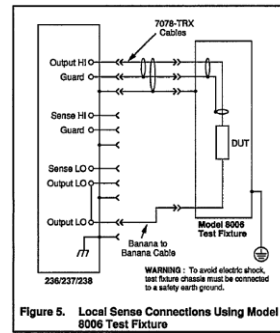 7078-TRX
Cables
Output HI
Guard
Sense HI
Guard
Sense LO
Output LO
Output LO
DUT
Model 8006
Test Fixture
Banana to
Banana Cable
236/237/238
WARNING : To avoid electric shock,
test fixture chassis must be connected
to a safety earth ground.
Figure 5. Local Sense Connections Using Model
8006 Test Fixture